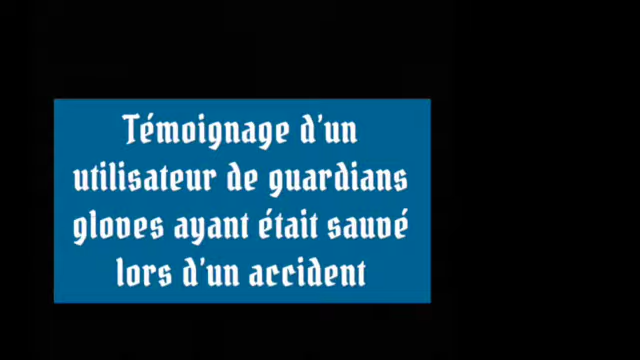 Témoignage d'un
utilisateur de guardians
gloves ayant était sauvé
lors d'un accident